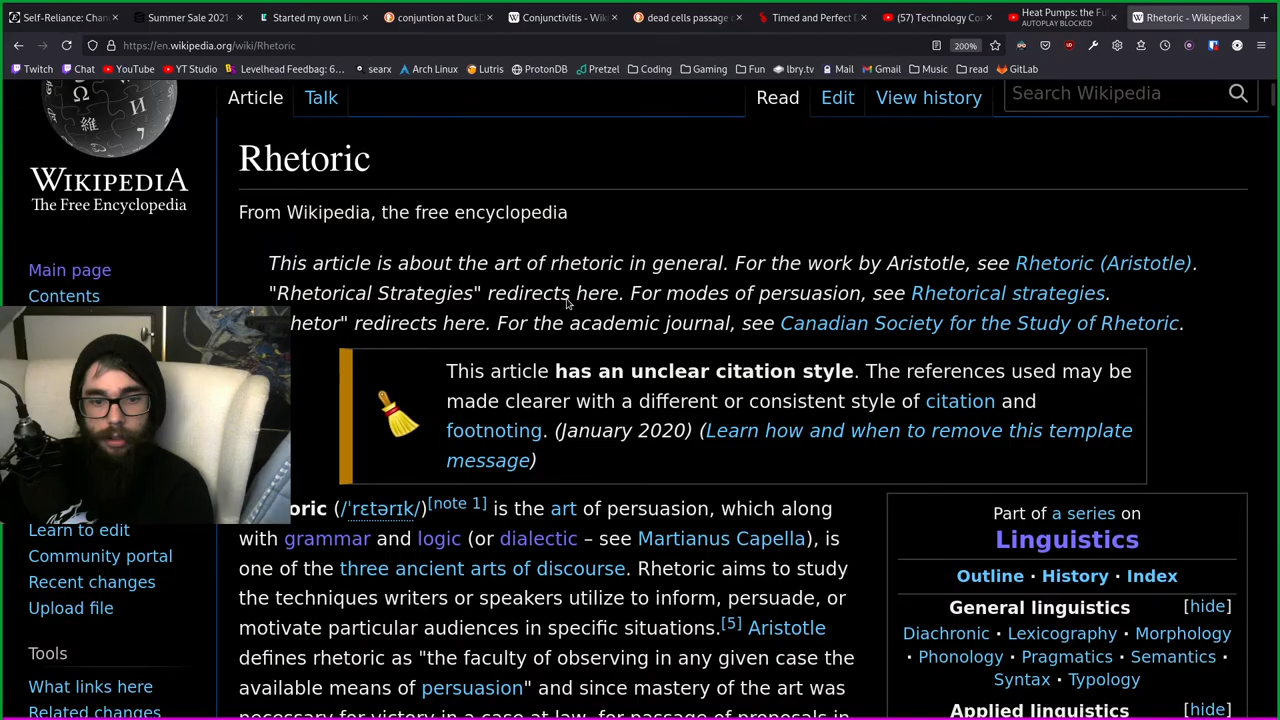 Self-Reliance: Chan
Summer Sale 2021 -
Started my own Lin
conjuntion at DuckD
Conjunctivitis - Wiki
dead cells passage c
Timed and Perfect D
(57) Technology Con
Heat Pumps: the Fu
AUTOPLAY BLOCKED
Rhetoric - Wikipedia
https://en.wikipedia.org/wiki/Rhetoric
200%
Twitch
Chat
YouTube
YT Studio
Levelhead Feedbag: 6…
searx
Arch Linux
Lutris
ProtonDB
Pretzel
Coding
Gaming
Fun
lbry.tv
Mail
Gmail
Music
read
GitLab
Article
Talk
Read
Edit
View history
Search Wikipedia
WIKIPEDIA
The Free Encyclopedia
Main page
Contents
Learn to edit
Community portal
Recent changes
Upload file
Tools
What links here
Related changes
Rhetoric
From Wikipedia, the free encyclopedia
This article is about the art of rhetoric in general. For the work by Aristotle, see Rhetoric (Aristotle).
"Rhetorical Strategies" redirects here. For modes of persuasion, see Rhetorical strategies.
hetor" redirects here. For the academic journal, see Canadian Society for the Study of Rhetoric.
This article has an unclear citation style. The references used may be
made clearer with a different or consistent style of citation and
footnoting. (January 2020) (Learn how and when to remove this template
message)
oric (/ˈrɛtərɪk/)[note 1] is the art of persuasion, which along
with grammar and logic (or dialectic – see Martianus Capella), is
one of the three ancient arts of discourse. Rhetoric aims to study
the techniques writers or speakers utilize to inform, persuade, or
motivate particular audiences in specific situations.[5] Aristotle
defines rhetoric as "the faculty of observing in any given case the
available means of persuasion" and since mastery of the art was
necessary for victory in a case at law, for passage of proposals in
Part of a series on
Linguistics
Outline · History · Index
General linguistics [hide]
Diachronic · Lexicography · Morphology
· Phonology · Pragmatics · Semantics ·
Syntax · Typology
Applied linguistics [hide]